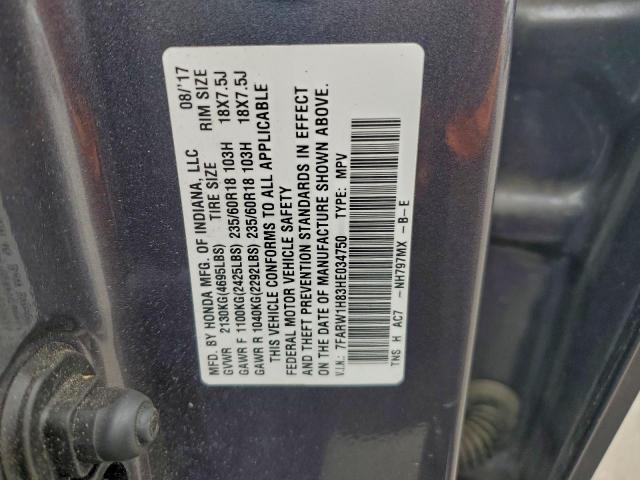 MFD. BY HONDA MFG. OF INDIANA, LLC 08/'17
TIRE SIZE RIM SIZE
GVWR 2130KG(4695LBS)
GAWR F 1100KG(2425LBS) 235/60R18 103H 18X7.5J
GAWR R 1040KG(2292LBS) 235/60R18 103H 18X7.5J
THIS VEHICLE CONFORMS TO ALL APPLICABLE
FEDERAL MOTOR VEHICLE SAFETY
AND THEFT PREVENTION STANDARDS IN EFFECT
ON THE DATE OF MANUFACTURE SHOWN ABOVE.
V.I.N.: 7FARW1H83HE034750 TYPE: MPV
TNS H AC7 -NH797MX -B-E